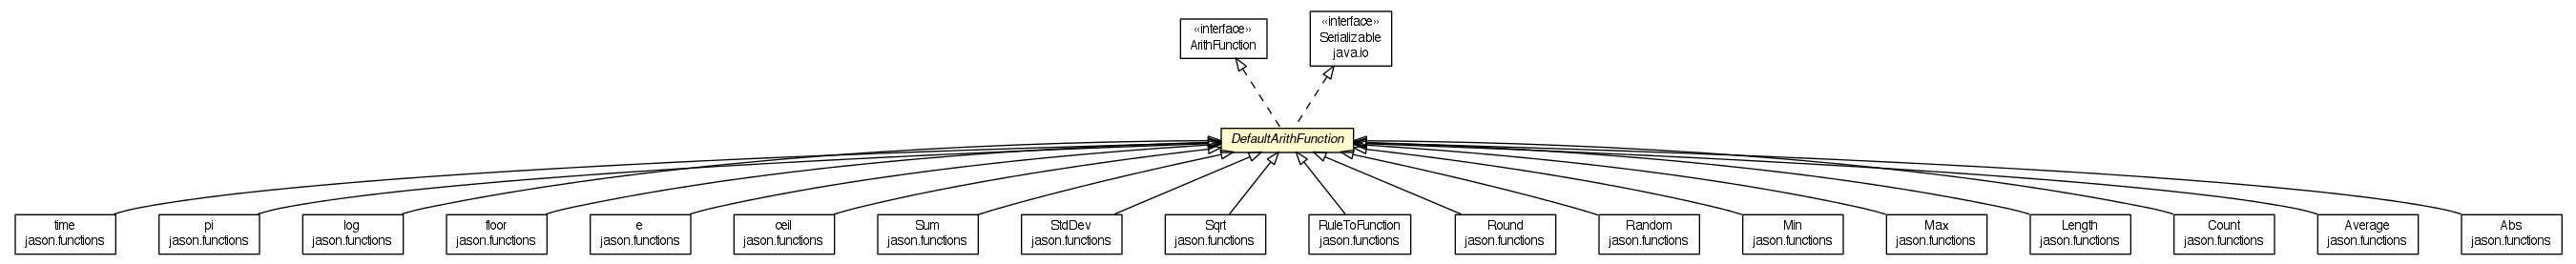 «interface»
ArithFunction
«interface»
Serializable
java.io
DefaultArithFunction
time
jason.functions
pi
jason.functions
log
jason.functions
floor
jason.functions
e
jason.functions
ceil
jason.functions
Sum
jason.functions
StdDev
jason.functions
Sqrt
jason.functions
RuleToFunction
jason.functions
Round
jason.functions
Random
jason.functions
Min
jason.functions
Max
jason.functions
Length
jason.functions
Count
jason.functions
Average
jason.functions
Abs
jason.functions